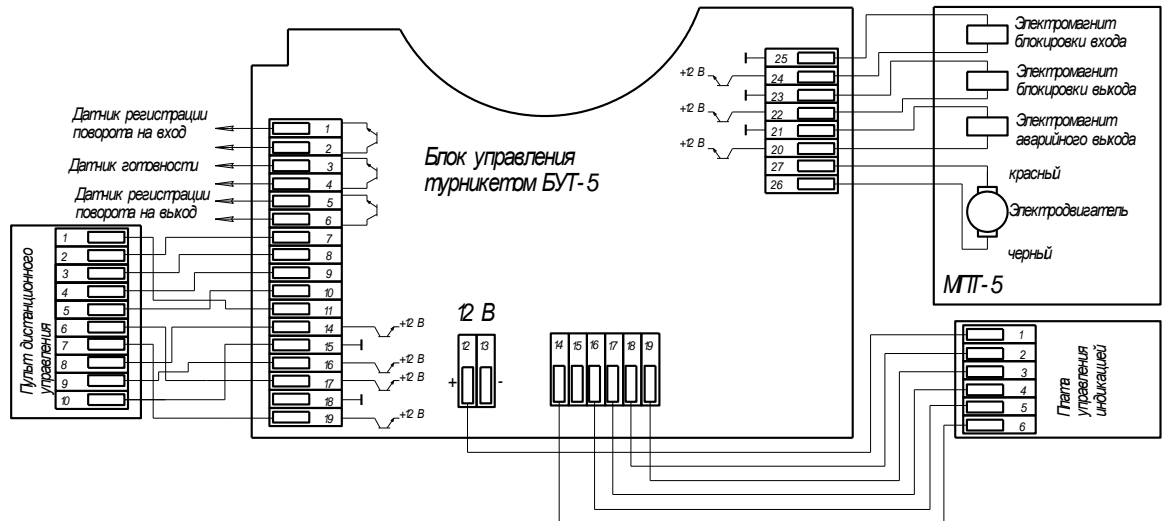 Датчик регистрации
поворота на вход
Датчик готовности
Датчик регистрации
поворота на выход
Пульт дистанционного
управления
1
2
3
4
5
6
7
8
9
10
1
2
3
4
5
6
7
8
9
10
11
14
15
16
17
18
19
+12 В
+12 В
+12 В
+12 В
Блок управления
турникетом БУТ-5
12 В
12
13
+
-
14
15
16
17
18
19
+12 В
+12 В
+12 В
25
24
23
22
21
20
27
26
Электромагнит
блокировки входа
Электромагнит
блокировки выхода
Электромагнит
аварийного выхода
красный
Электродвигатель
черный
МПТ-5
1
2
3
4
5
6
Плата
управления
индикацией